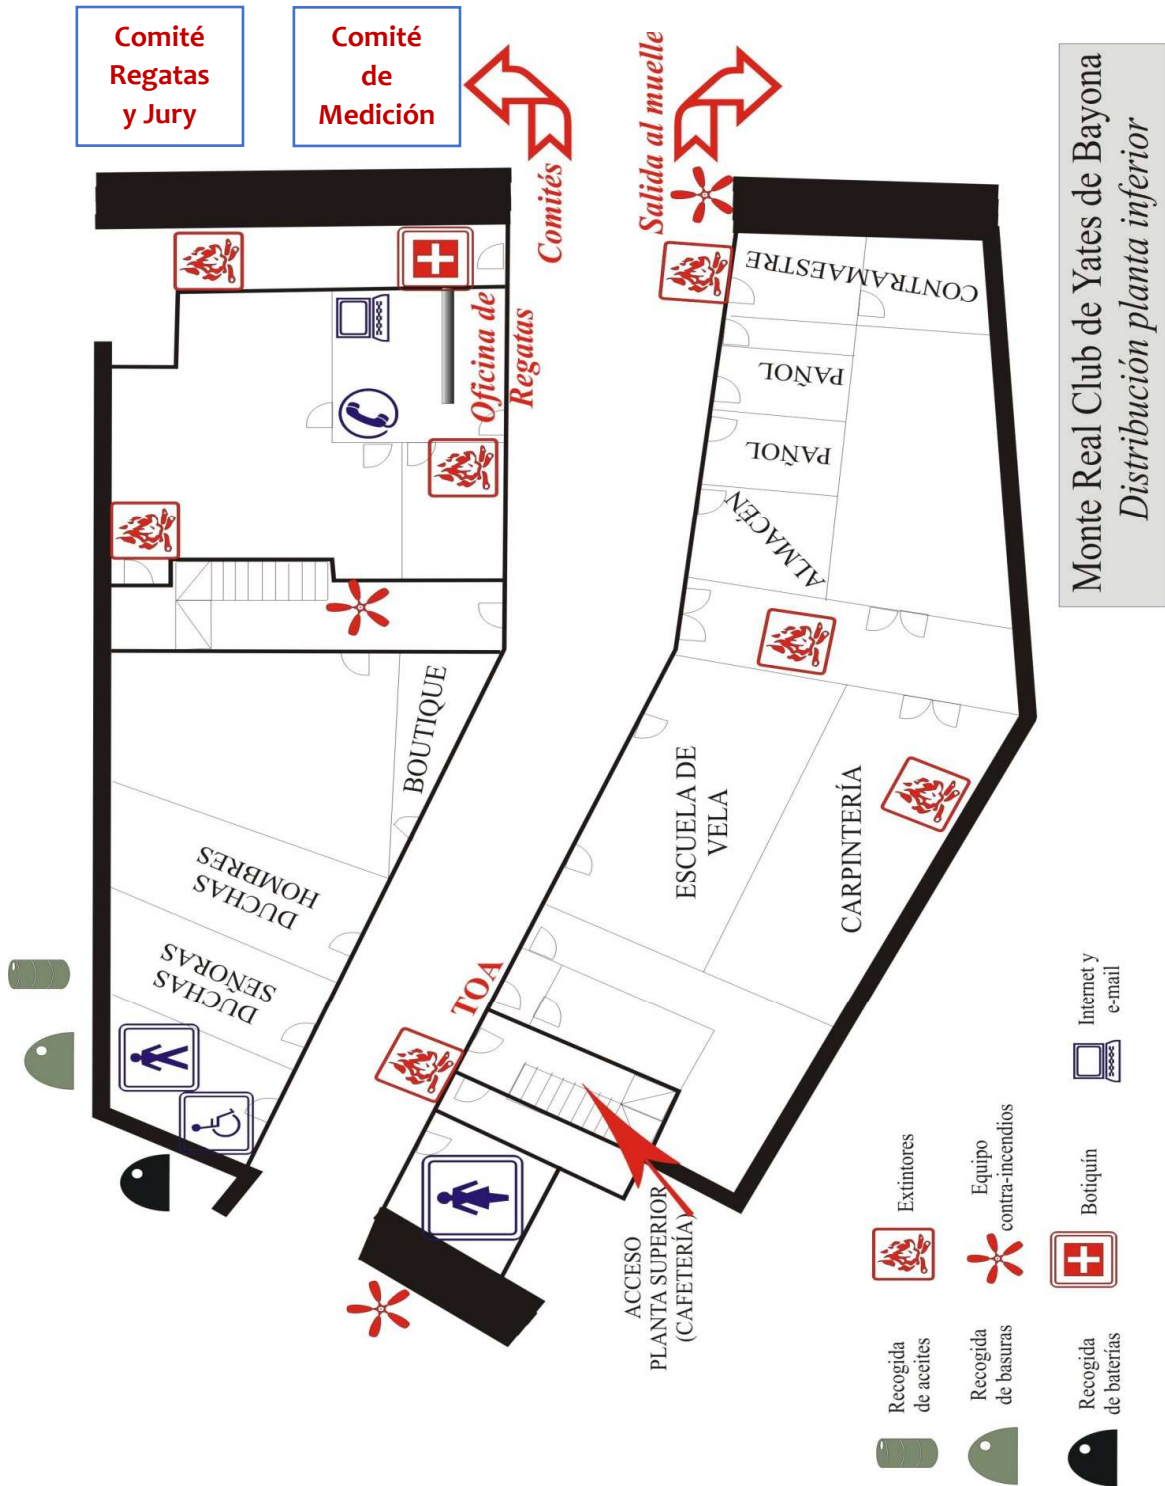 Comité
Regatas
y Jury
Comité
de
Medición
Comités
Salida al muelle
Oficina de
Regatas
CONTRAMAESTRE
PAÑOL
PAÑOL
ALMACÉN
BOUTIQUE
DUCHAS
HOMBRES
DUCHAS
SEÑORAS
ESCUELA DE
VELA
CARPINTERÍA
TOA
ACCESO
PLANTA SUPERIOR
(CAFETERÍA)
Monte Real Club de Yates de Bayona
Distribución planta inferior
Recogida
de aceites
Recogida
de basuras
Recogida
de baterías
Extintores
Equipo
contra-incendios
Botiquín
Internet y
e-mail